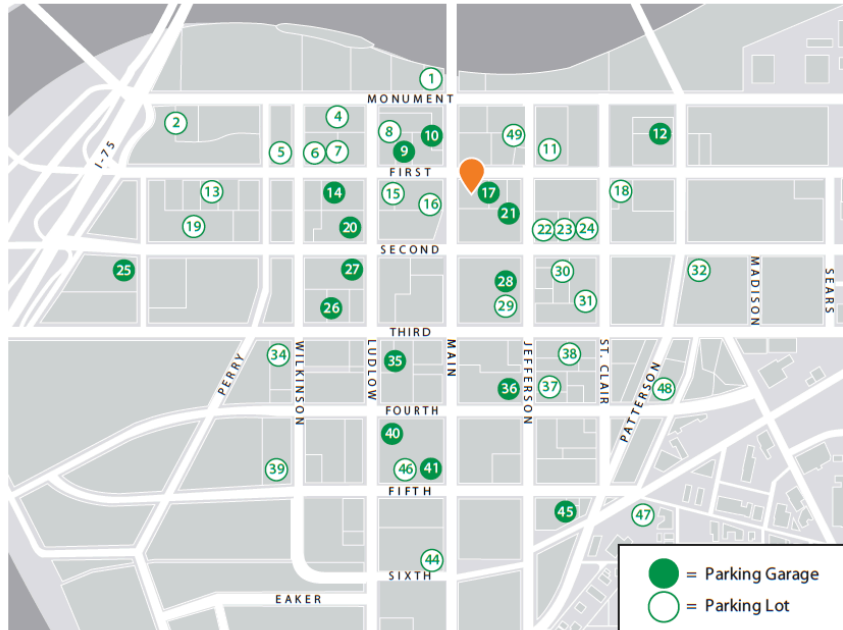 1
MONUMENT
2
4
5
6
7
8
9
10
49
11
12
I-75
FIRST
13
14
15
16
17
18
19
20
21
22
23
24
SECOND
25
27
26
28
29
30
31
32
MADISON
SEARS
THIRD
34
PERRY
WILKINSON
LUDLOW
35
MAIN
JEFFERSON
36
37
38
ST. CLAIR
PATTERSON
48
FOURTH
39
40
46
41
FIFTH
45
47
44
SIXTH
EAKER
= Parking Garage
= Parking Lot